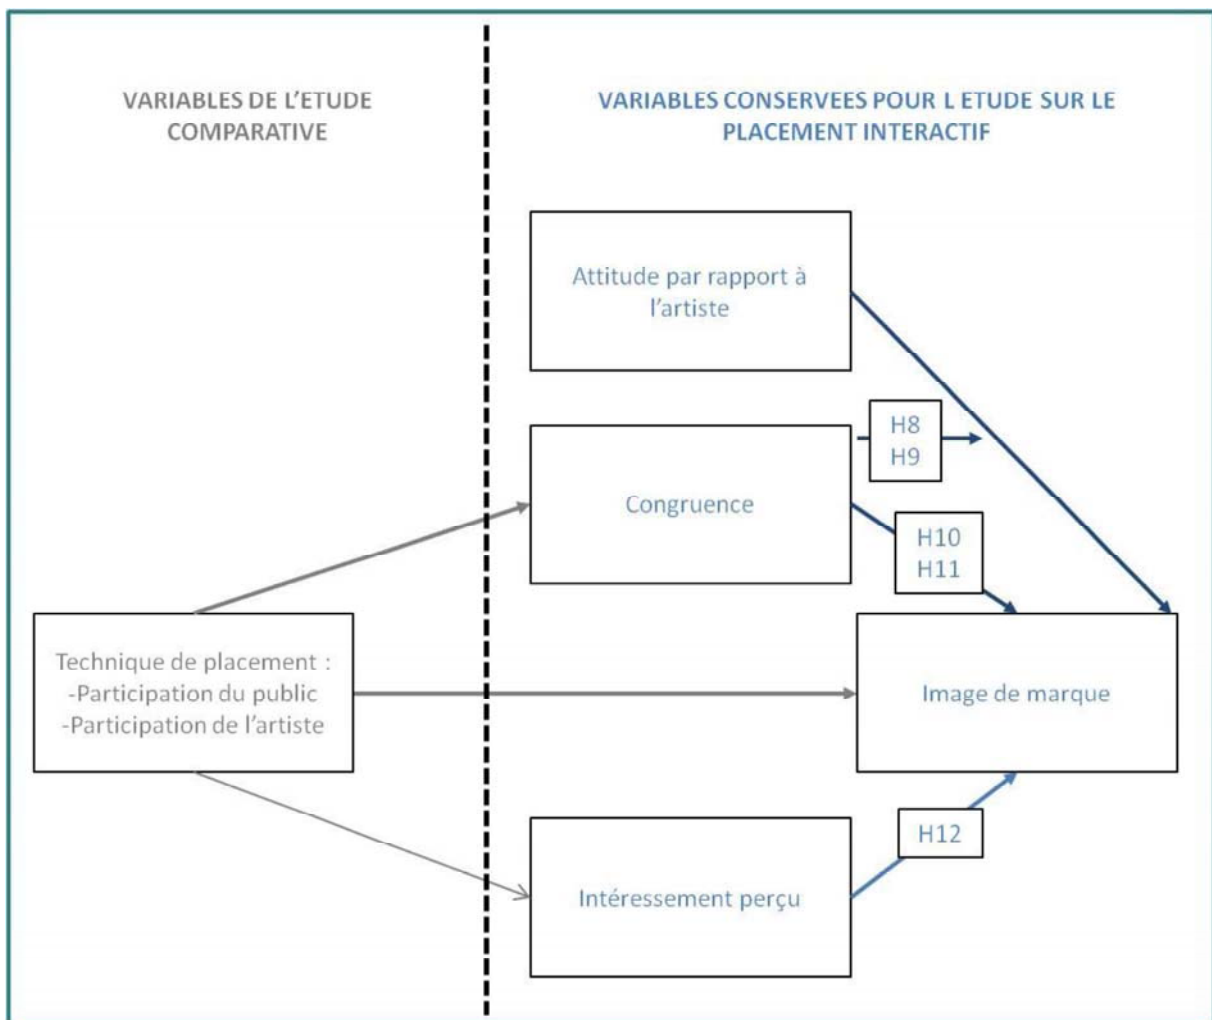 VARIABLES DE L'ETUDE
COMPARATIVE
VARIABLES CONSERVEES POUR L ETUDE SUR LE
PLACEMENT INTERACTIF
Attitude par rapport à
l'artiste
H8
H9
Congruence
H10
H11
Technique de placement :
-Participation du public
-Participation de l'artiste
Image de marque
H12
Intéressement perçu